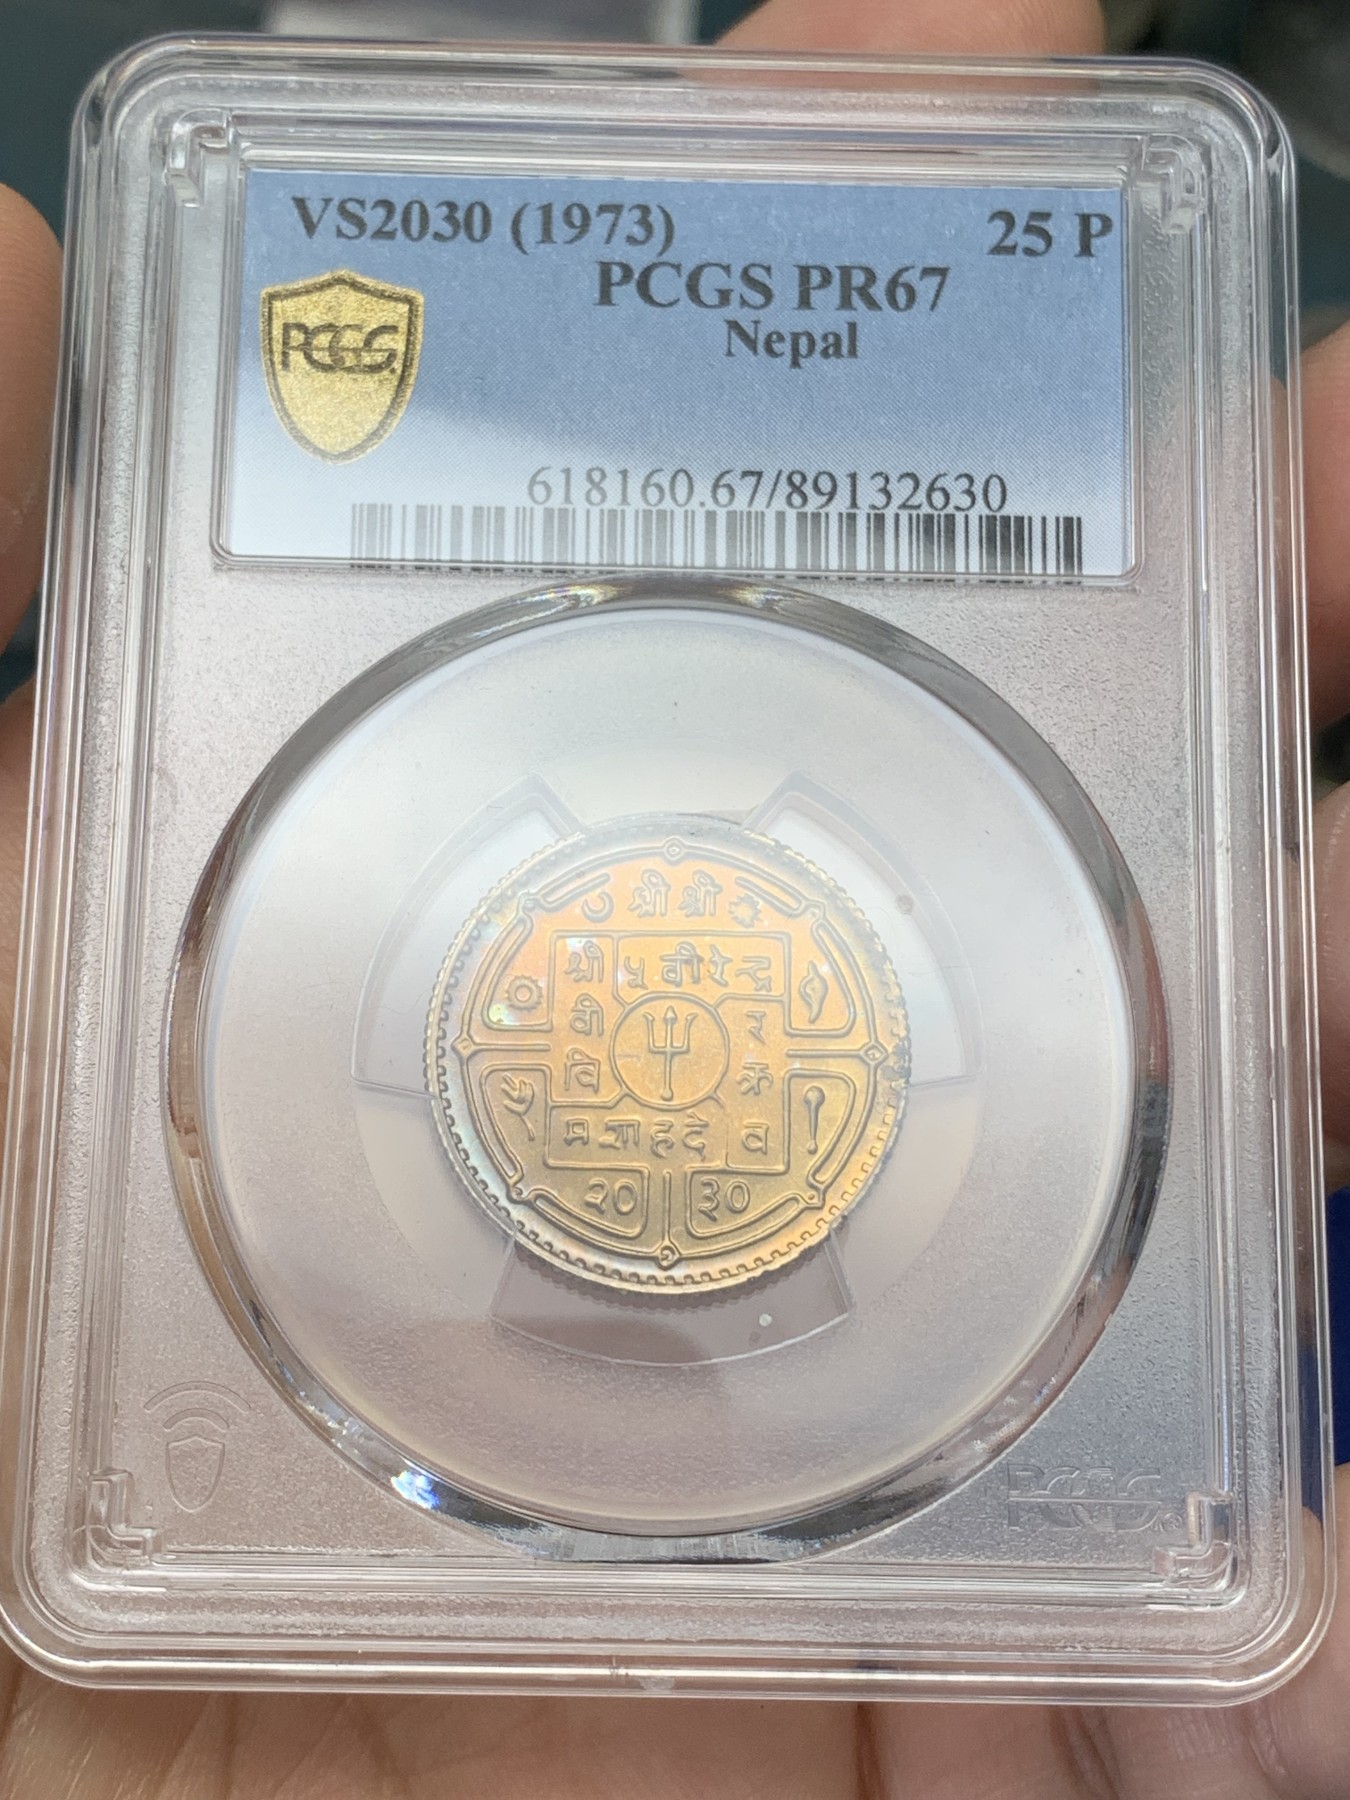 VS2030 (1973) 25 P
PCGS PR67
Nepal
PCGS
618160.67/89132630
श्री श्री
श्री ५ वीरेन्द्र
वी र
वि क्र
म शाहदे व
२० ३०
PCGS